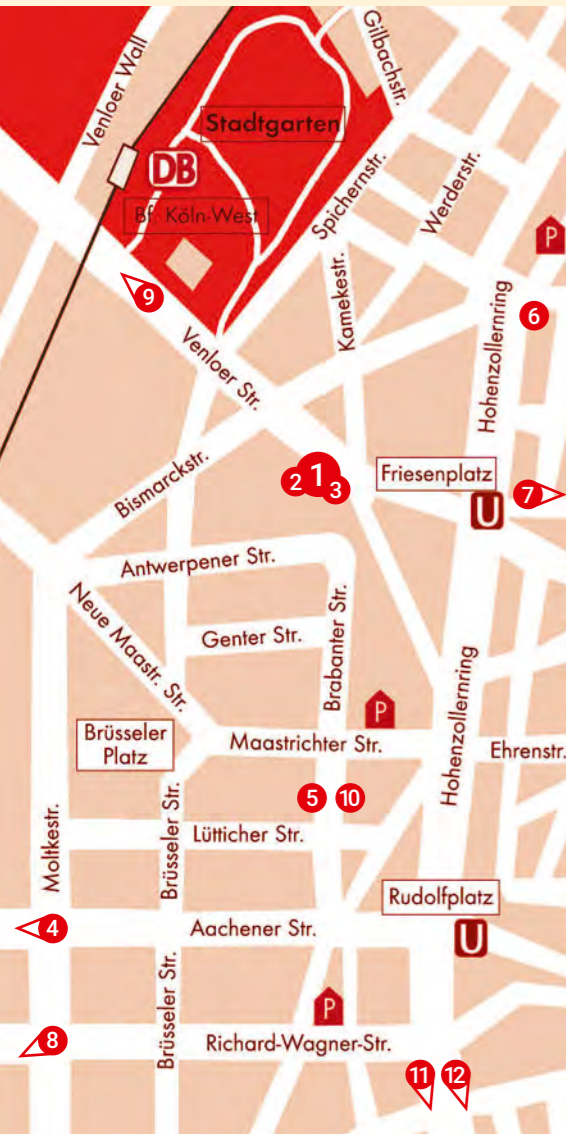 Gilbachstr.
Venloer Wall
Stadtgarten
DB
Werderstr.
Spichernstr.
Bf. Köln-West
P
Kamekestr.
9
6
Hohenzollernring
Venloer Str.
Bismarckstr.
2
1
3
Friesenplatz
7
U
Antwerpener Str.
Neue Maastr. Str.
Brabanter Str.
Genter Str.
Hohenzollernring
P
Brüsseler
Platz
Maastrichter Str.
Ehrenstr.
5
10
Moltkestr.
Brüsseler Str.
Lütticher Str.
Rudolfplatz
4
Aachener Str.
U
Brüsseler Str.
P
8
Richard-Wagner-Str.
11
12